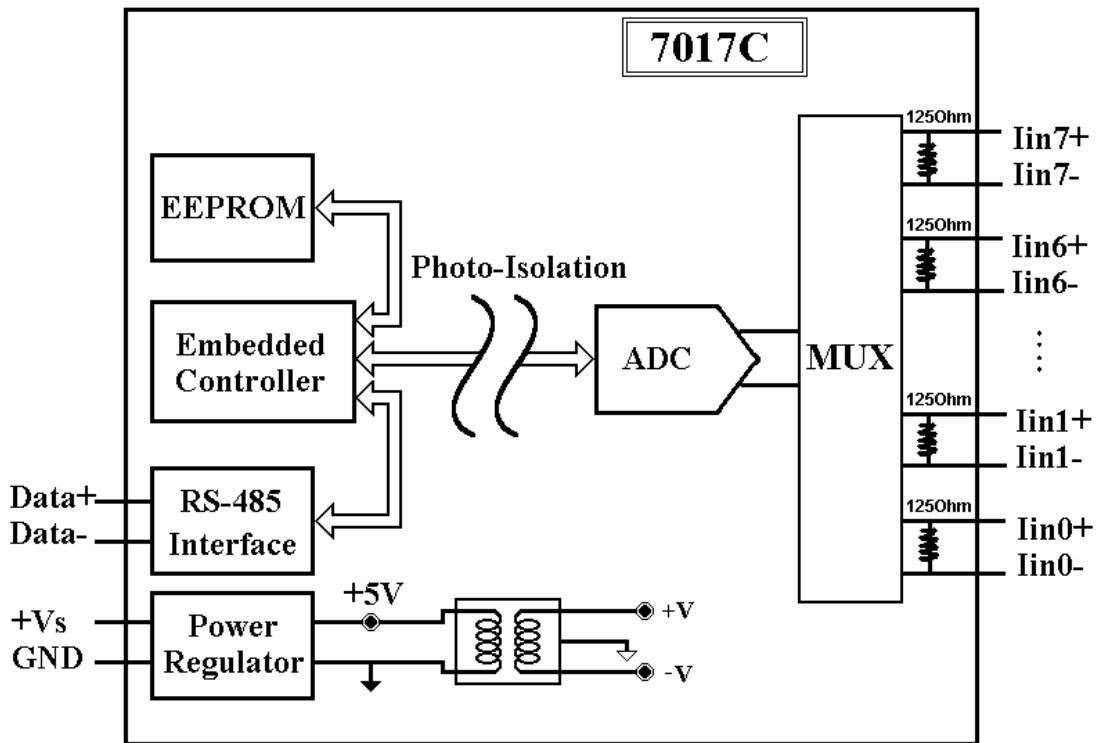 7017C
125Ohm
Iin7+
Iin7-
EEPROM
125Ohm
Iin6+
Iin6-
Photo-Isolation
Embedded
Controller
ADC
MUX
....
125Ohm
Iin1+
Iin1-
Data+
Data-
RS-485
Interface
125Ohm
Iin0+
Iin0-
+Vs
GND
Power
Regulator
+5V
+V
-V